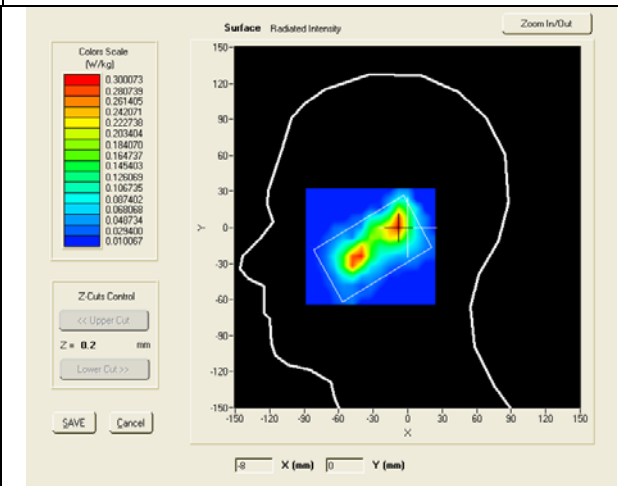 Surface Radiated Intensity
Zoom In/Out
Colors Scale
(W/kg)
0.300073
0.280739
0.261405
0.242071
0.222738
0.203404
0.184070
0.164737
0.145403
0.126069
0.106735
0.087402
0.068068
0.048734
0.029400
0.010067
Z-Cuts Control
<< Upper Cut
Z = 0.2 mm
Lower Cut >>
SAVE Cancel
150
120
90
60
30
0
-30
-60
-90
-120
-150
Y
-150 -120 -90 -60 -30 0 30 60 90 120 150
X
-8 X (mm) 0 Y (mm)